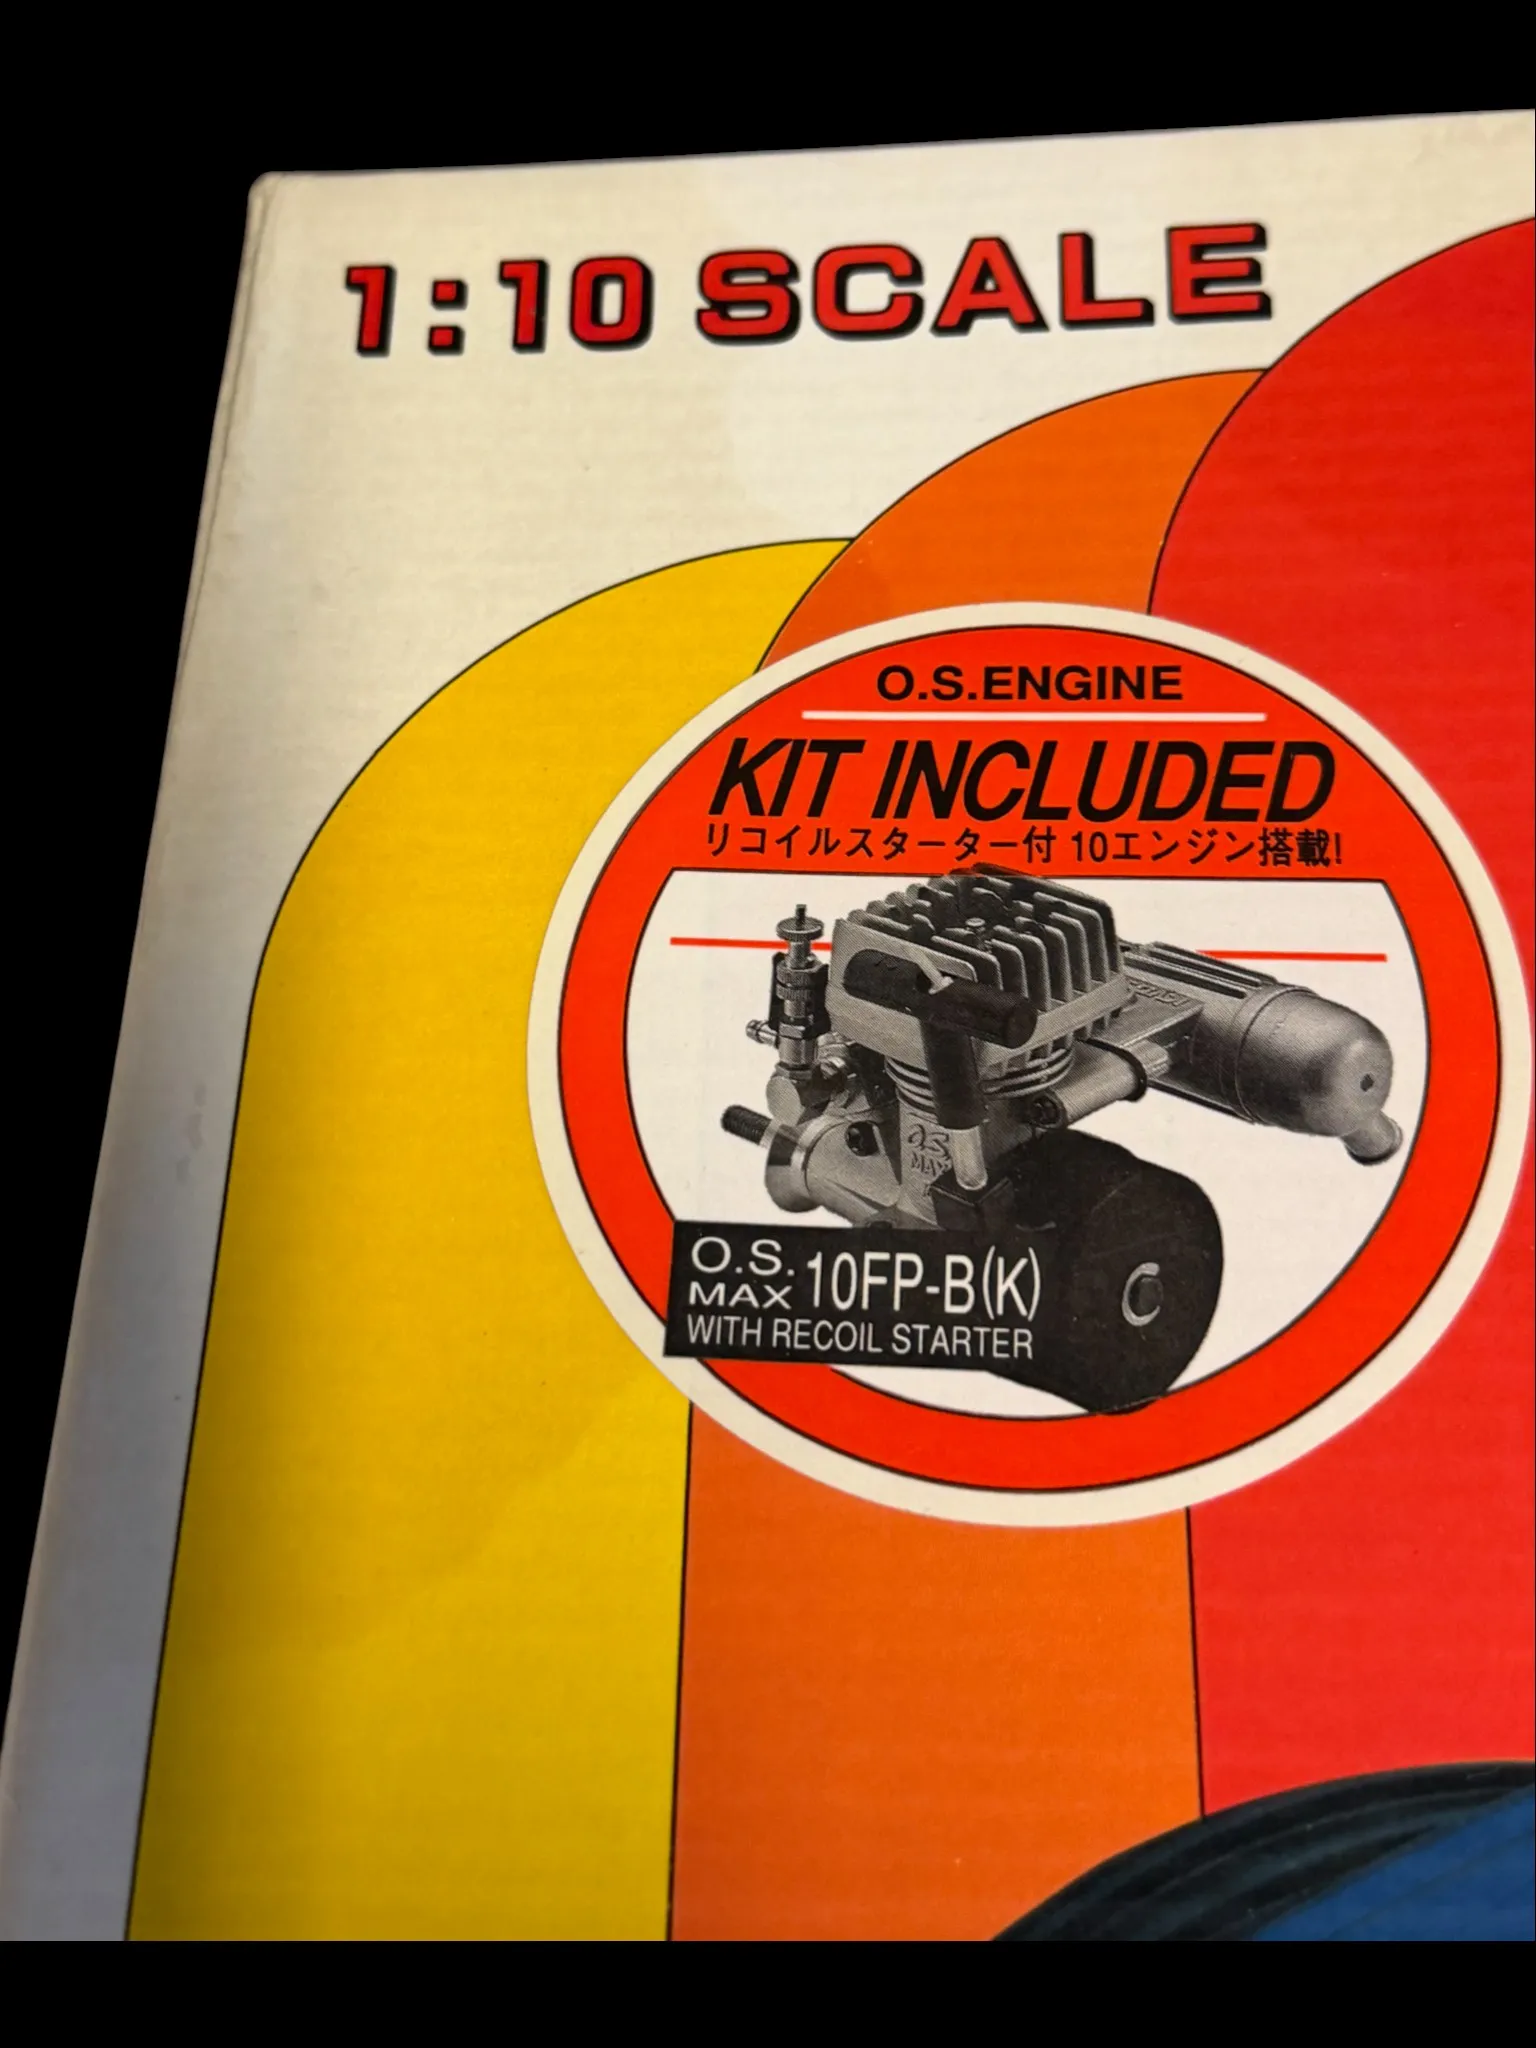 1:10 SCALE
O.S.ENGINE
KIT INCLUDED
リコイルスターター付 10エンジン搭載!
O.S.
MAX
O.S. MAX 10FP-B(K)
WITH RECOIL STARTER